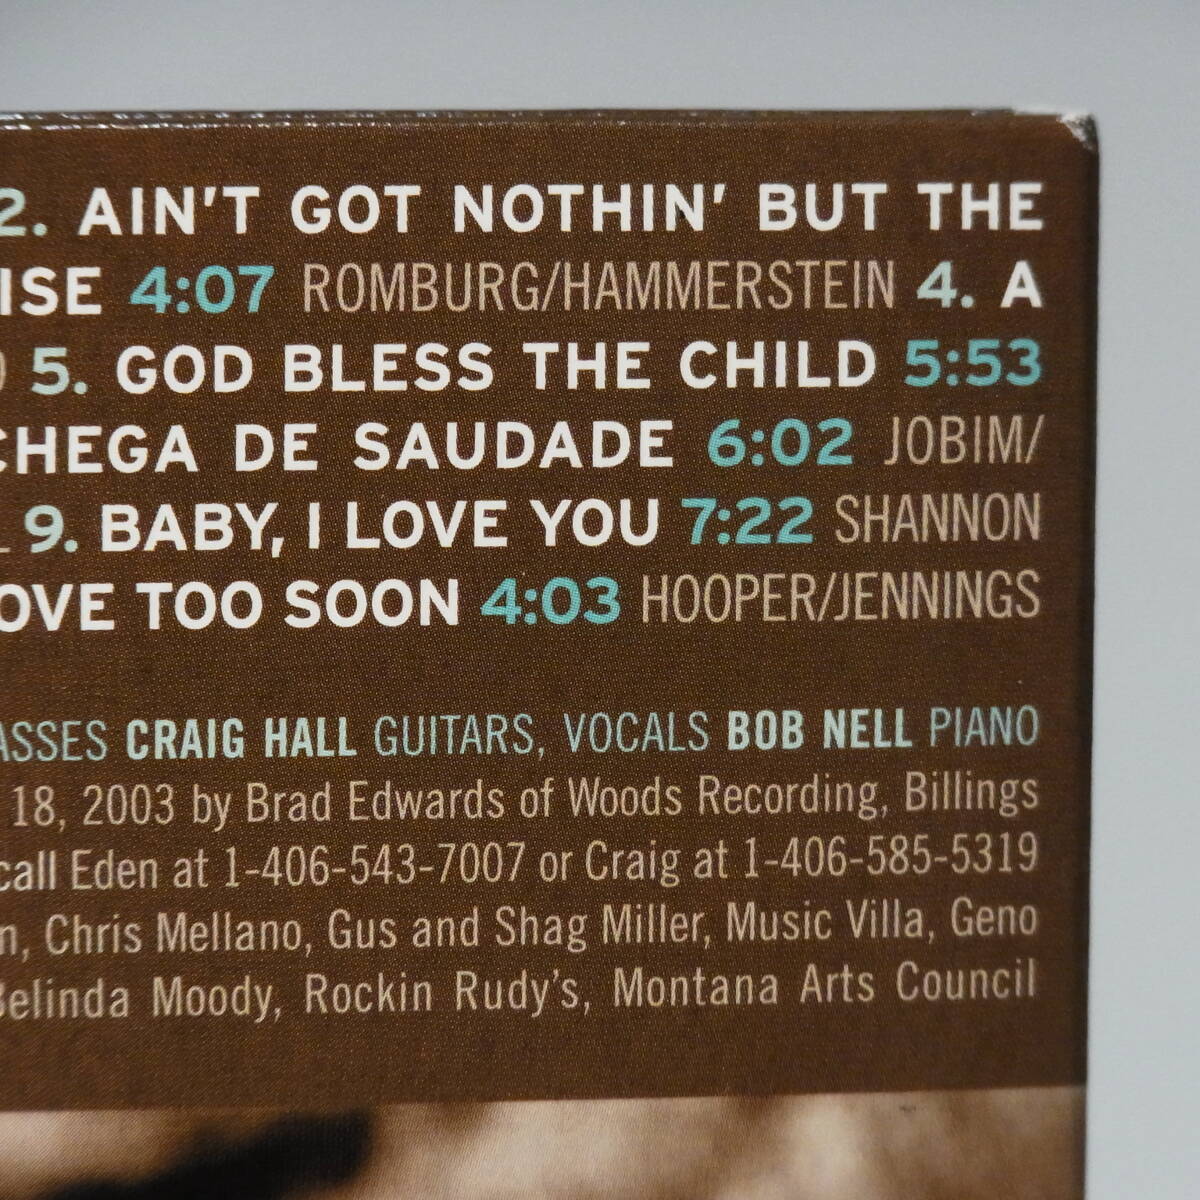 2. AIN'T GOT NOTHIN' BUT THE
ISE 4:07 ROMBURG/HAMMERSTEIN 4. A
5. GOD BLESS THE CHILD 5:53
CHEGA DE SAUDADE 6:02 JOBIM/
9. BABY, I LOVE YOU 7:22 SHANNON
OVE TOO SOON 4:03 HOOPER/JENNINGS
ASSES CRAIG HALL GUITARS, VOCALS BOB NELL PIANO
18, 2003 by Brad Edwards of Woods Recording, Billings
call Eden at 1-406-543-7007 or Craig at 1-406-585-5319
n, Chris Mellano, Gus and Shag Miller, Music Villa, Geno
Belinda Moody, Rockin Rudy's, Montana Arts Council